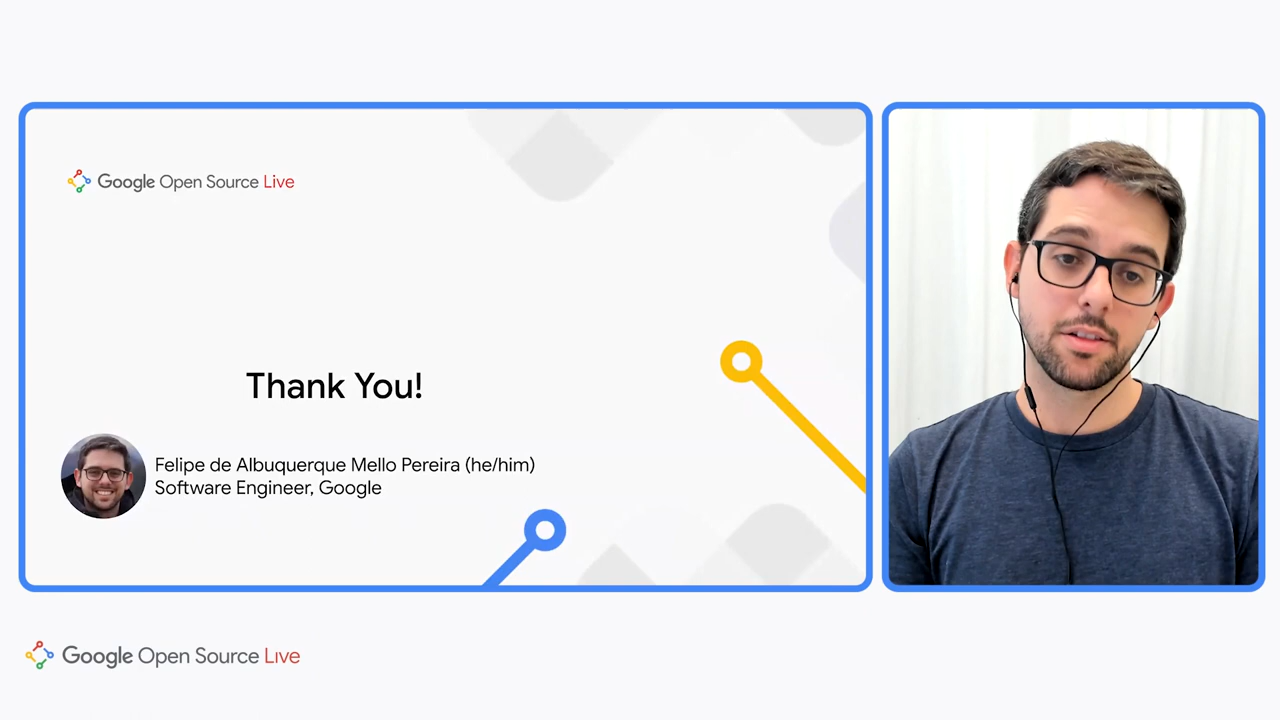 Google Open Source Live
Thank You!
Felipe de Albuquerque Mello Pereira (he/him)
Software Engineer, Google
Google Open Source Live